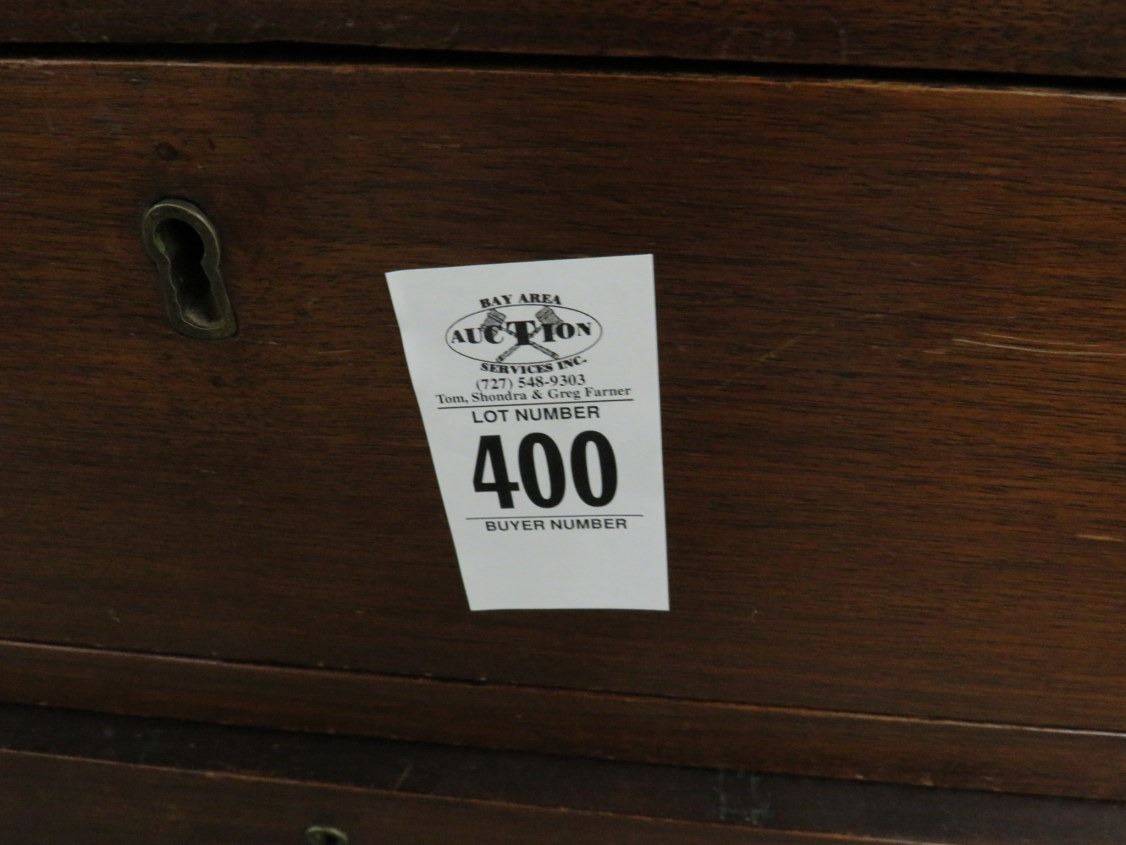 BAY AREA
AUCTION
SERVICES INC.
(727) 548-9303
Tom, Shondra & Greg Farner
LOT NUMBER
400
BUYER NUMBER